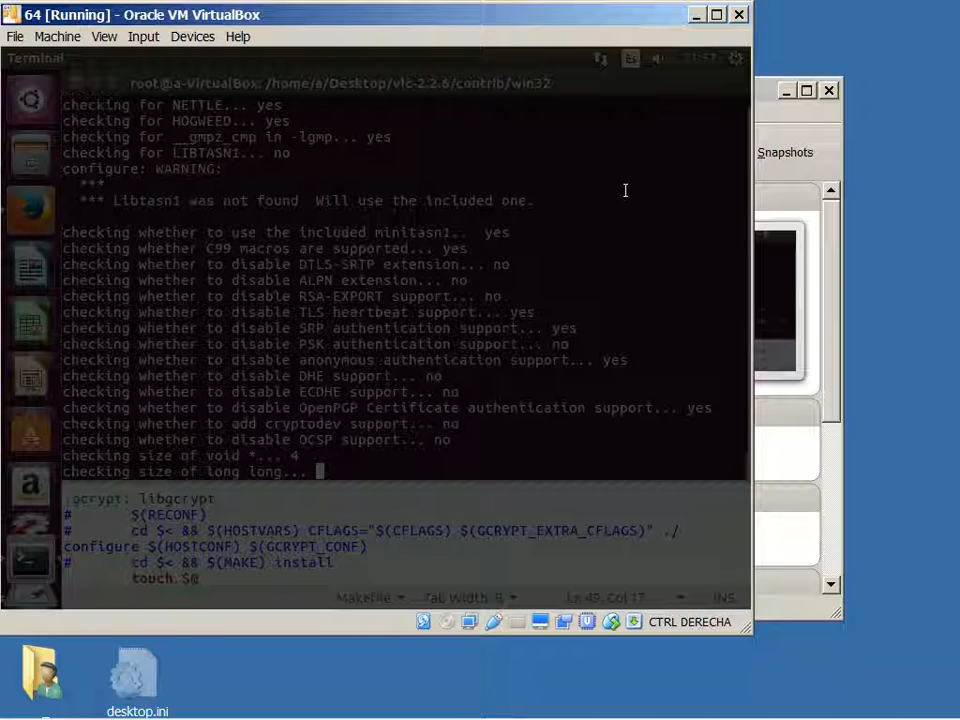 64 [Running] - Oracle VM VirtualBox
File Machine View Input Devices Help
Terminal
Es
root@a-VirtualBox: /home/a/Desktop/vlc-2.2.6/contrib/win32
checking for NETTLE... yes
checking for HOGWEED... yes
checking for __gmpz_cmp in -lgmp... yes
checking for LIBTASN1... no
configure: WARNING:
***
*** Libtasn1 was not found  Will use the included one.
checking whether to use the included minitasn1.. yes
checking whether C99 macros are supported... yes
checking whether to disable DTLS-SRTP extension... no
checking whether to disable ALPN extension... no
checking whether to disable RSA-EXPORT support... no
checking whether to disable TLS heartbeat support... yes
checking whether to disable SRP authentication support... yes
checking whether to disable PSK authentication support... no
checking whether to disable anonymous authentication support... yes
checking whether to disable DHE support... no
checking whether to disable ECDHE support... no
checking whether to disable OpenPGP Certificate authentication support... yes
checking whether to add cryptodev support... no
checking whether to disable OCSP support... no
checking size of void *... 4
checking size of long long...
.gcrypt: libgcrypt
# $(RECONF)
# cd $< && $(HOSTVARS) CFLAGS="$(CFLAGS) $(GCRYPT_EXTRA_CFLAGS)" ./
configure $(HOSTCONF) $(GCRYPT_CONF)
# cd $< && $(MAKE) install
touch $@
Makefile Tab Width: 8 Ln 49, Col 17 INS
CTRL DERECHA
Snapshots
a
desktop.ini